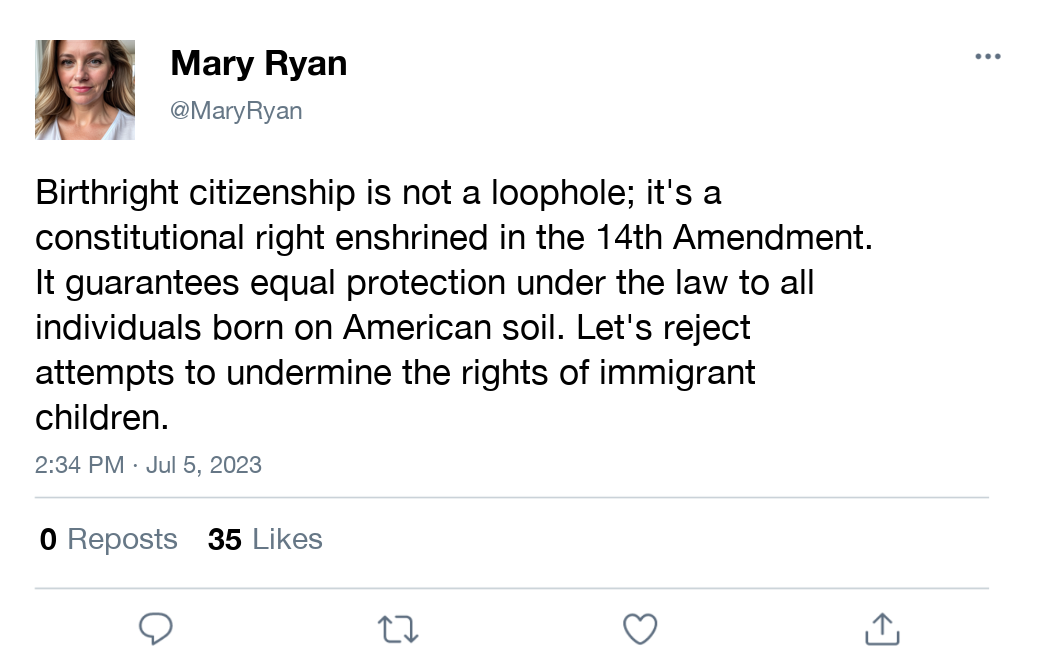 Mary Ryan
@MaryRyan
Birthright citizenship is not a loophole; it's a
constitutional right enshrined in the 14th Amendment.
It guarantees equal protection under the law to all
individuals born on American soil. Let's reject
attempts to undermine the rights of immigrant
children.
2:34 PM · Jul 5, 2023
0 Reposts 35 Likes